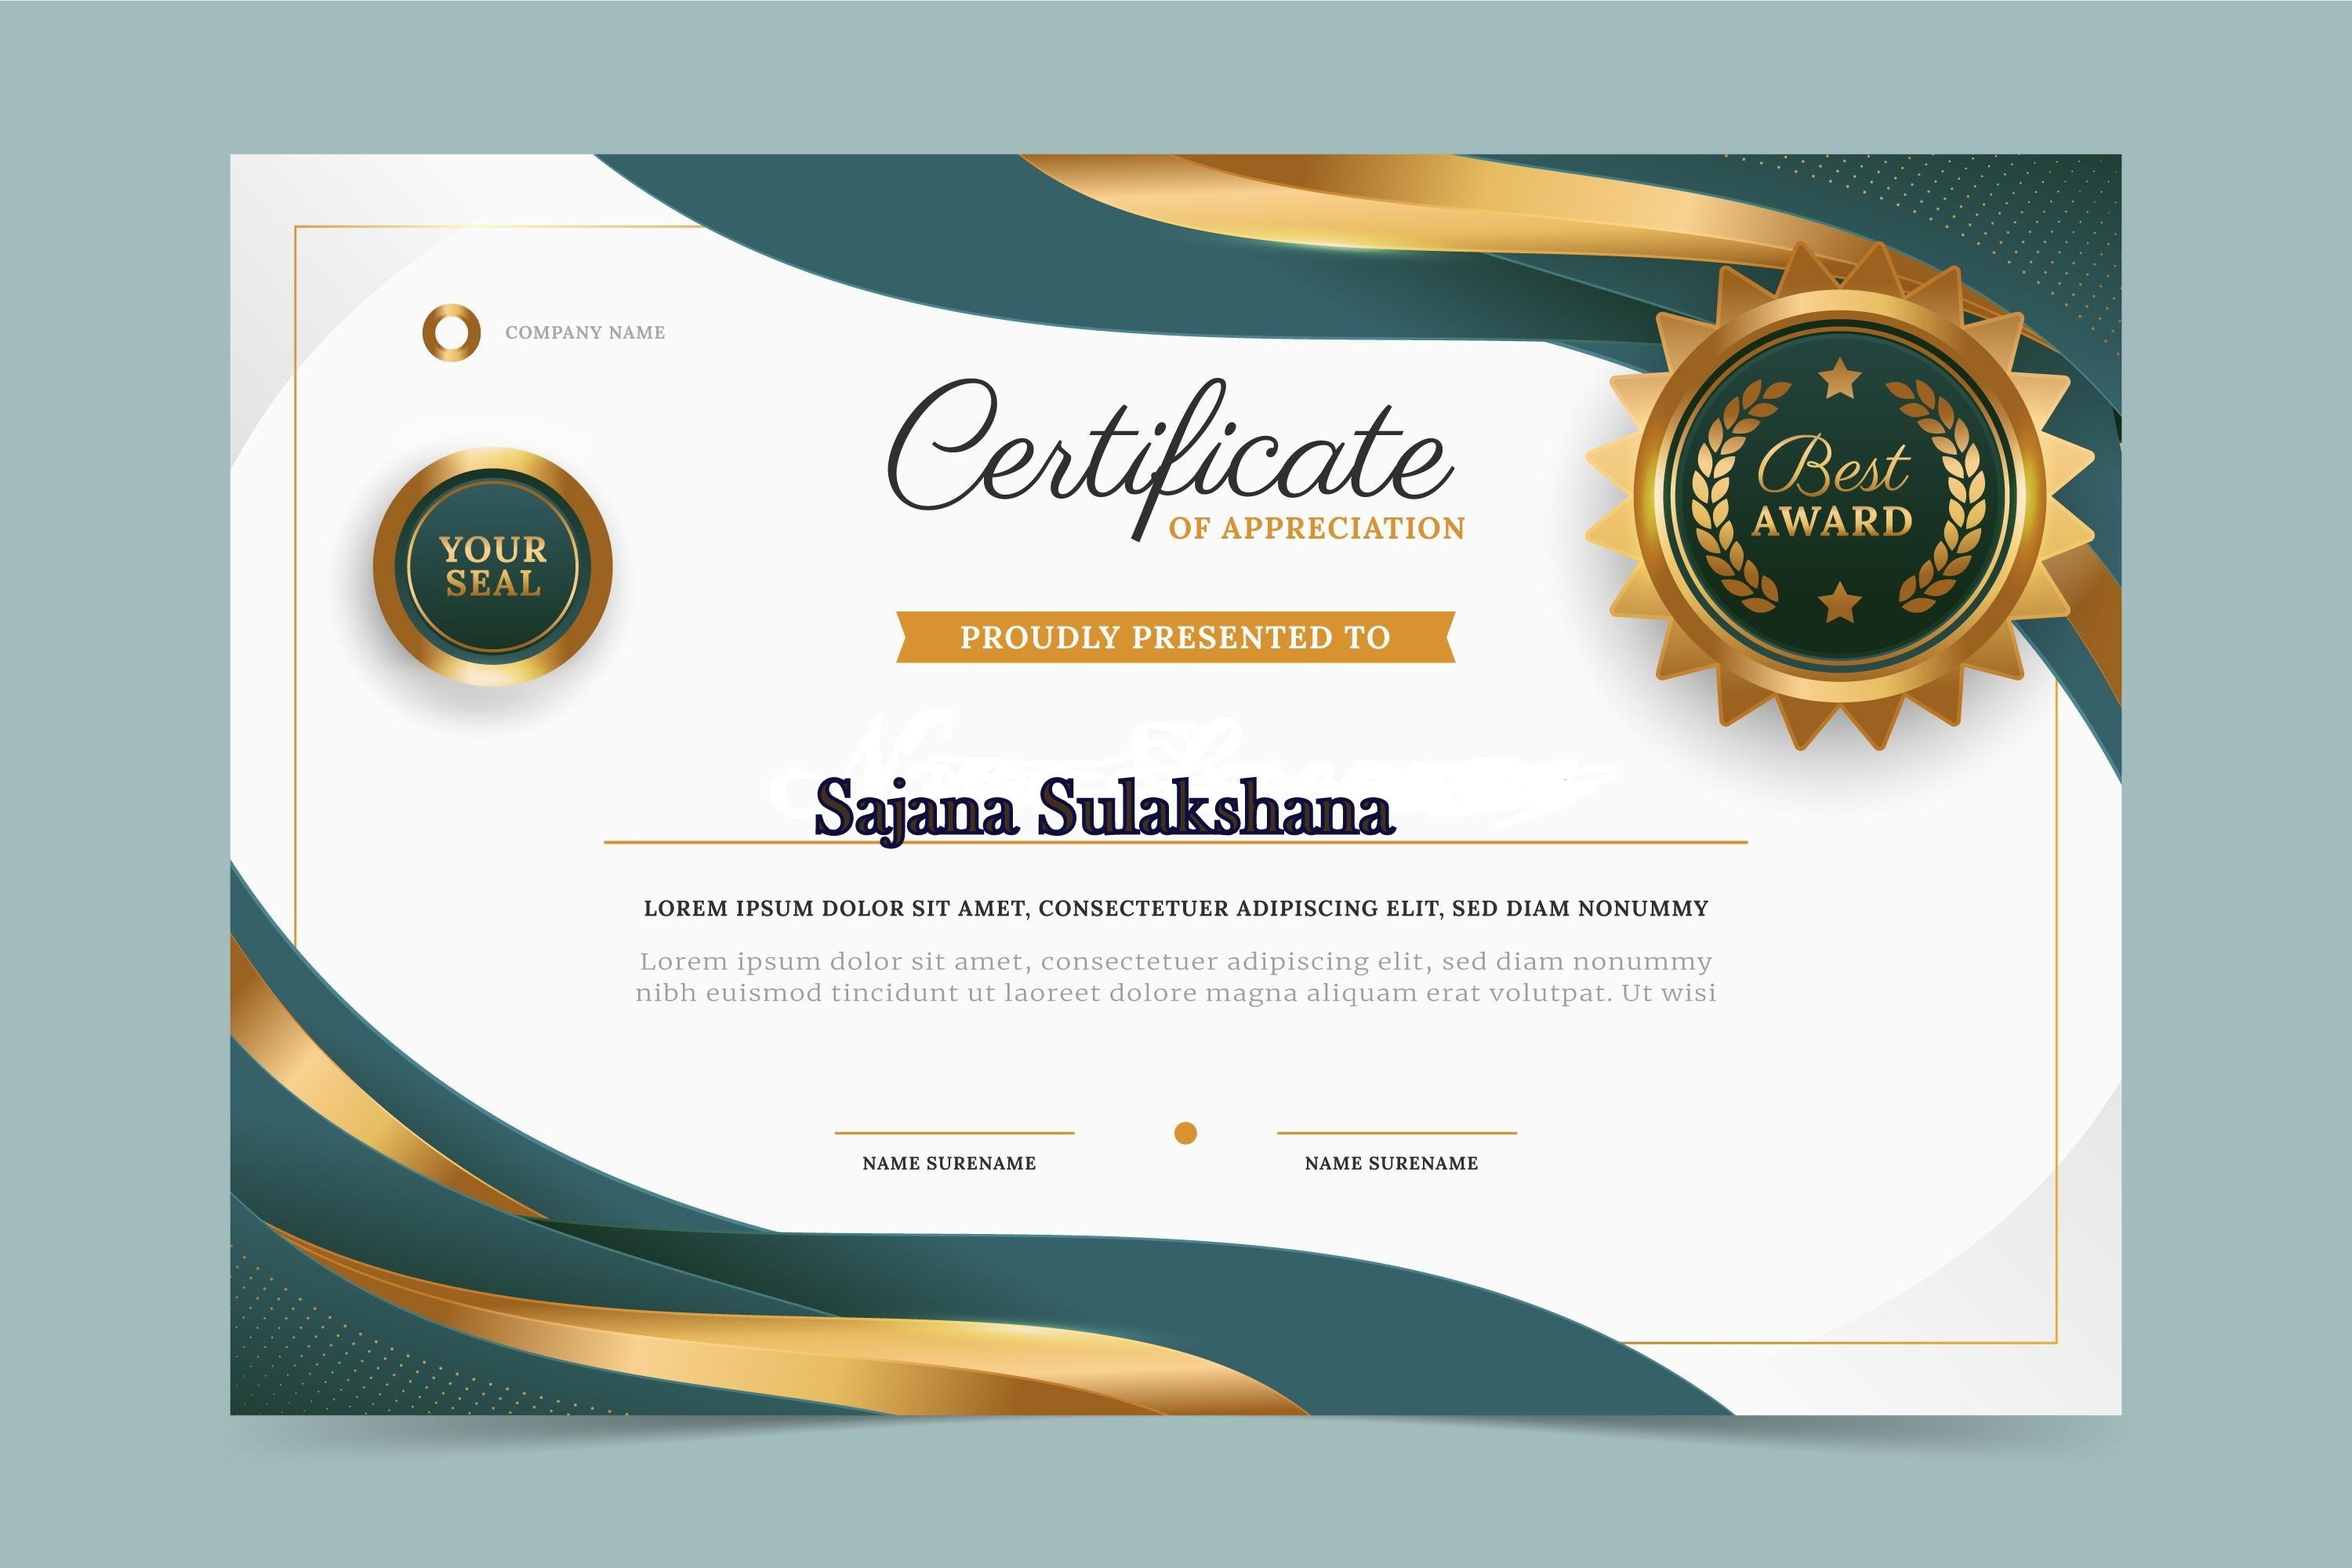 COMPANY NAME
Certificate
OF APPRECIATION
Best
AWARD
YOUR
SEAL
PROUDLY PRESENTED TO
Sajana Sulakshana
LOREM IPSUM DOLOR SIT AMET, CONSECTETUER ADIPISCING ELIT, SED DIAM NONUMMY
Lorem ipsum dolor sit amet, consectetuer adipiscing elit, sed diam nonummy
nibh euismod tincidunt ut laoreet dolore magna aliquam erat volutpat. Ut wisi
NAME SURENAME
NAME SURENAME